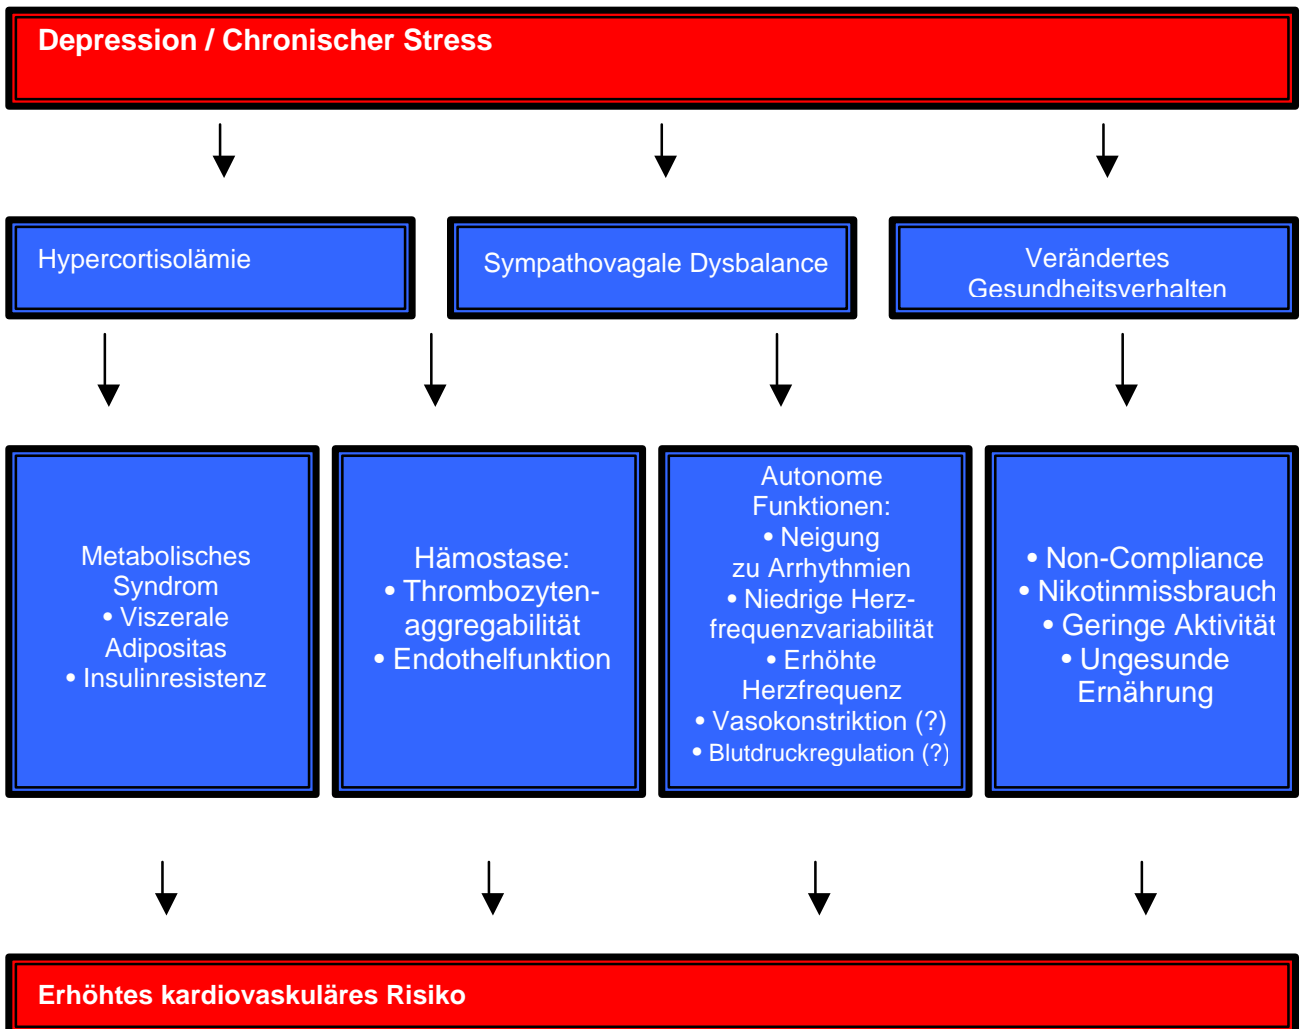 Depression / Chronischer Stress
Hypercortisolämie
Sympathovagale Dysbalance
Verändertes
Gesundheitsverhalten
Metabolisches
Syndrom
• Viszerale
Adipositas
• Insulinresistenz
Hämostase:
• Thrombozyten-
aggregabilität
• Endothelfunktion
Autonome
Funktionen:
• Neigung
zu Arrhythmien
• Niedrige Herz-
frequenzvariabilität
• Erhöhte
Herzfrequenz
• Vasokonstriktion (?)
• Blutdruckregulation (?)
• Non-Compliance
• Nikotinmissbrauch
• Geringe Aktivität
• Ungesunde
Ernährung
Erhöhtes kardiovaskuläres Risiko